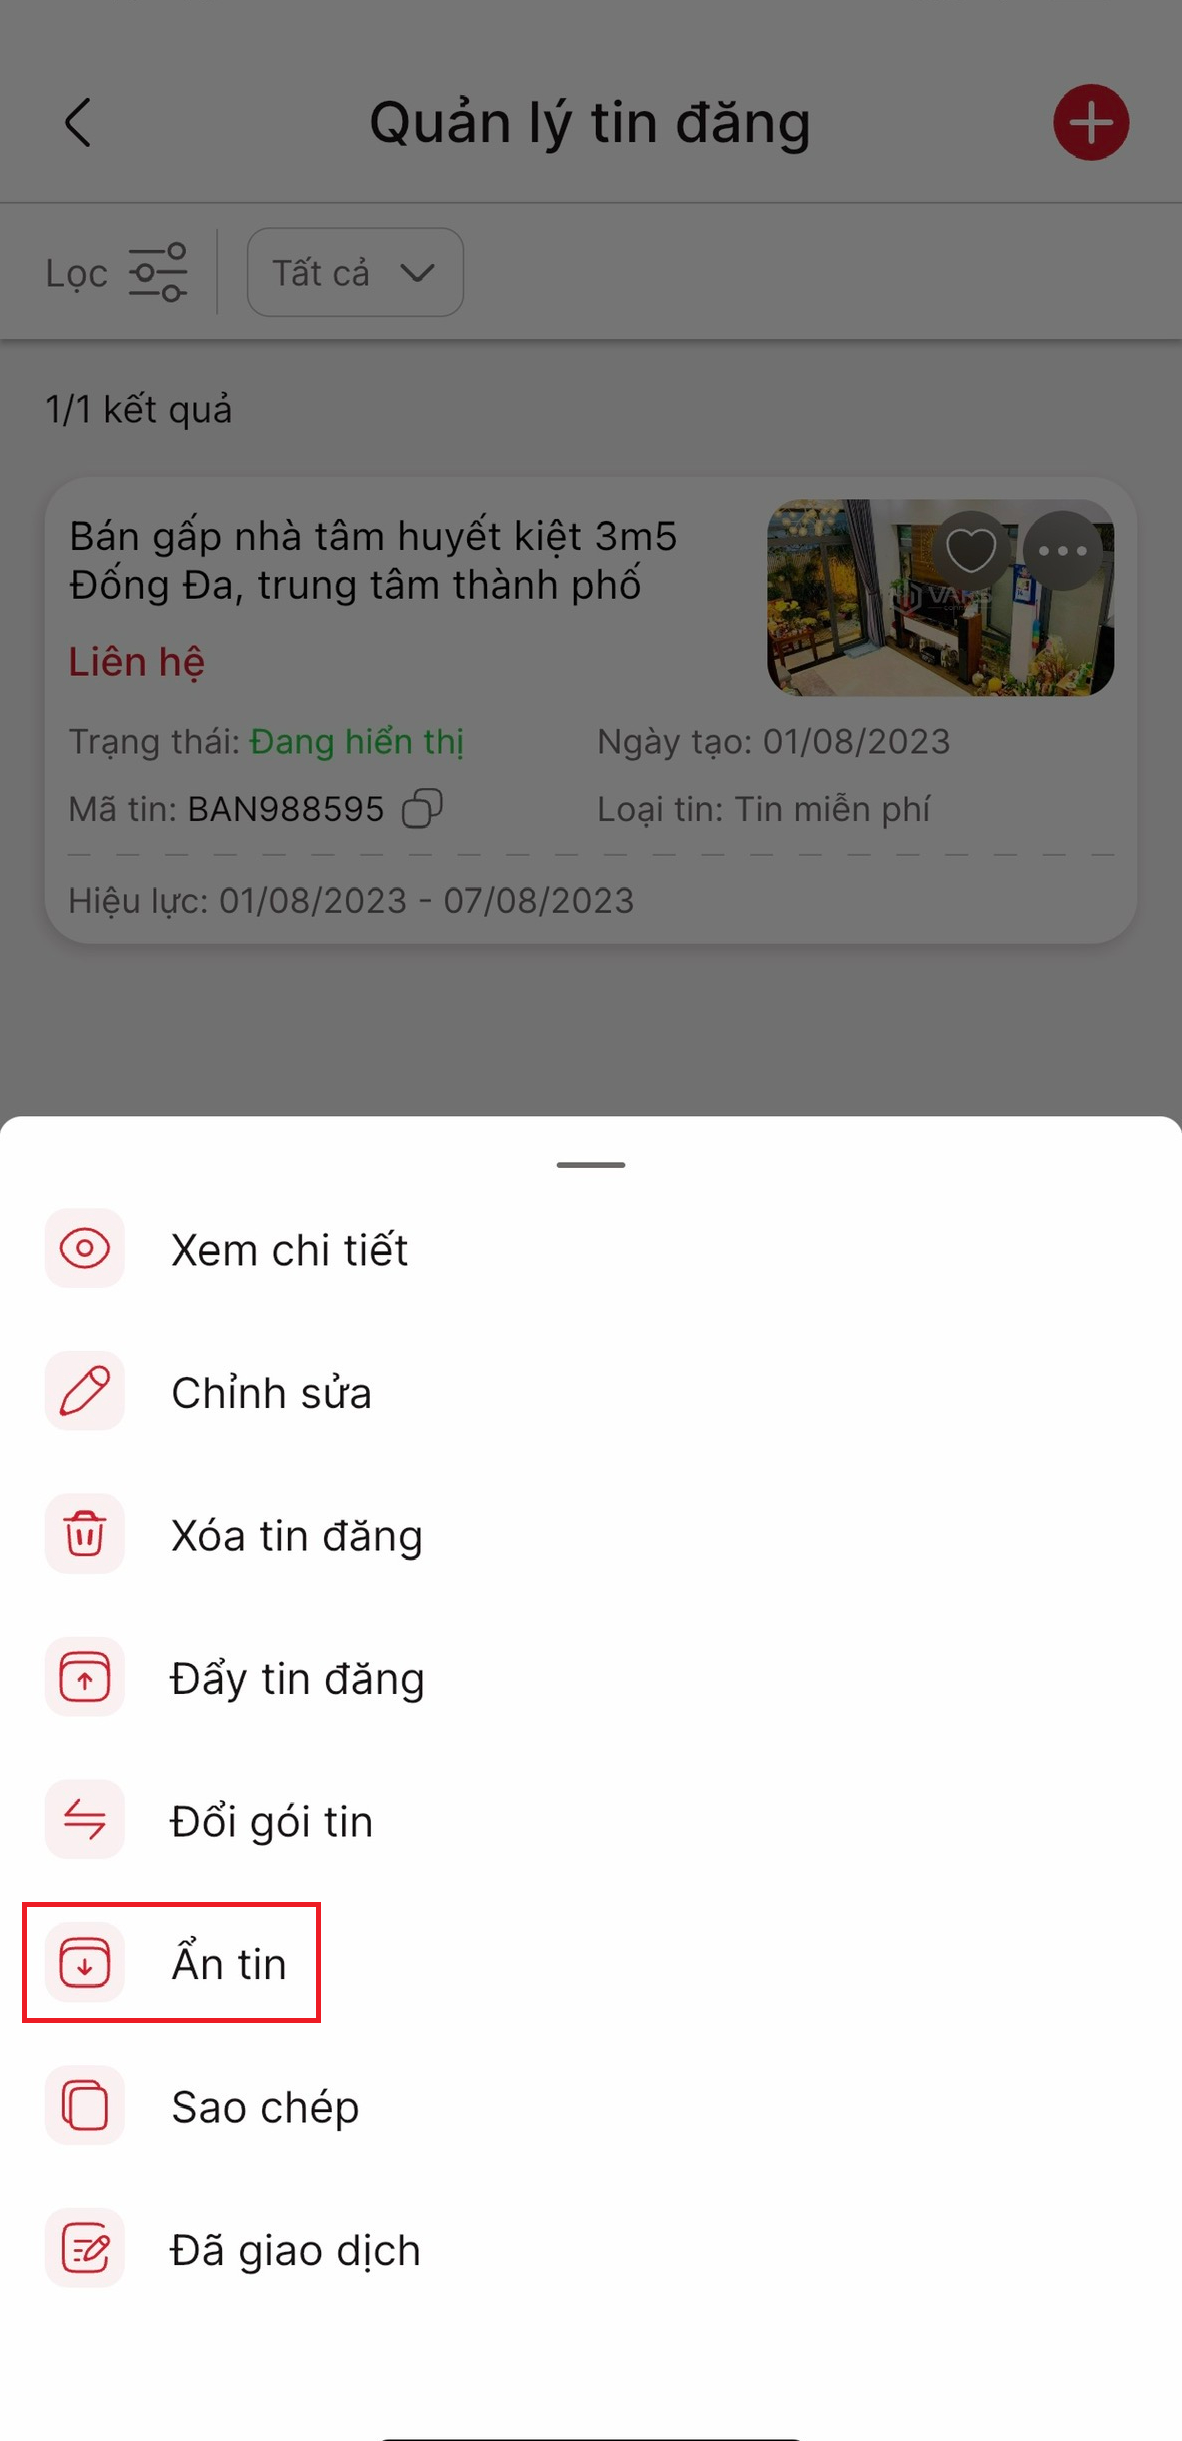 Quản lý tin đăng
Lọc
Tất cả
1/1 kết quả
Bán gấp nhà tâm huyết kiệt 3m5
Đống Đa, trung tâm thành phố
Liên hệ
Trạng thái: Đang hiển thị
Ngày tạo: 01/08/2023
Mã tin: BAN988595
Loại tin: Tin miễn phí
Hiệu lực: 01/08/2023 - 07/08/2023
Xem chi tiết
Chỉnh sửa
Xóa tin đăng
Đẩy tin đăng
Đổi gói tin
Ẩn tin
Sao chép
Đã giao dịch